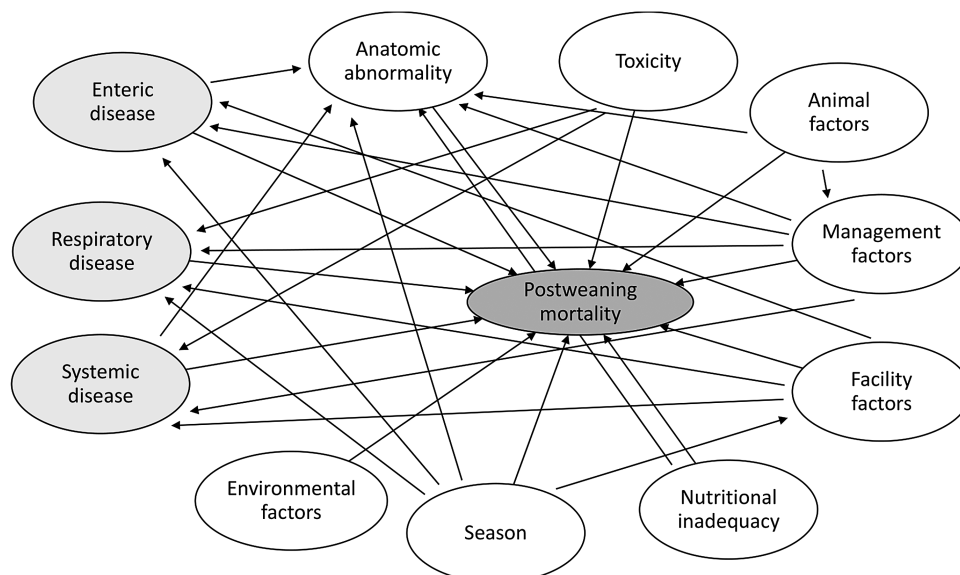 Anatomic
abnormality
Toxicity
Enteric
disease
Animal
factors
Respiratory
disease
Management
factors
Postweaning
mortality
Systemic
disease
Facility
factors
Environmental
factors
Season
Nutritional
inadequacy